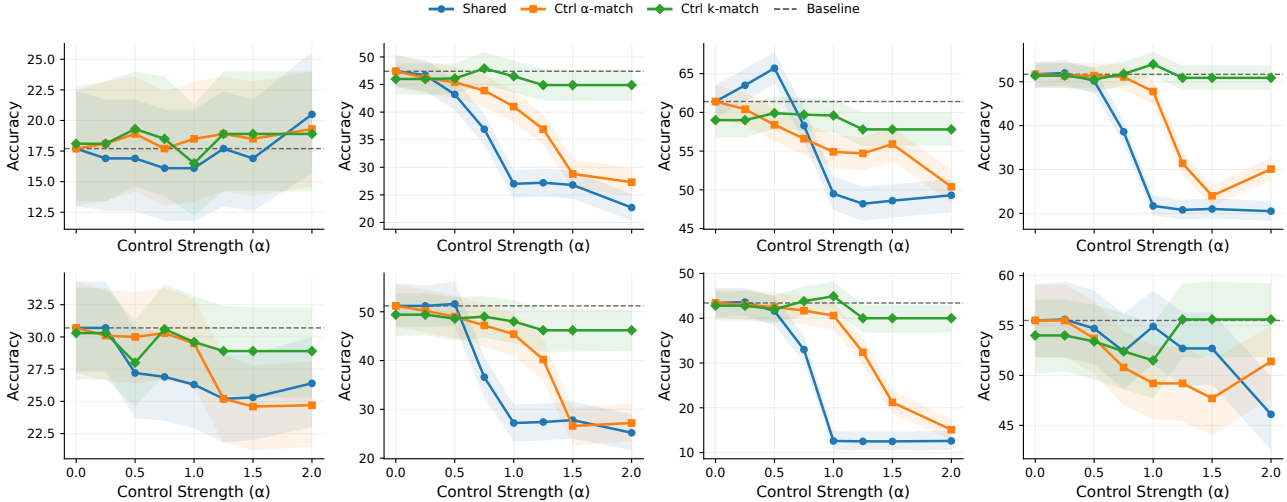 Shared Ctrl α-match Ctrl k-match Baseline
Accuracy
25.0
22.5
20.0
17.5
15.0
12.5
Control Strength (α)
Accuracy
50
45
40
35
30
25
20
Control Strength (α)
Accuracy
65
60
55
50
45
Control Strength (α)
Accuracy
50
40
30
20
Control Strength (α)
Accuracy
32.5
30.0
27.5
25.0
22.5
0.0 0.5 1.0 1.5 2.0
Control Strength (α)
Accuracy
50
40
30
20
0.0 0.5 1.0 1.5 2.0
Control Strength (α)
Accuracy
50
40
30
20
10
0.0 0.5 1.0 1.5 2.0
Control Strength (α)
Accuracy
60
55
50
45
0.0 0.5 1.0 1.5 2.0
Control Strength (α)